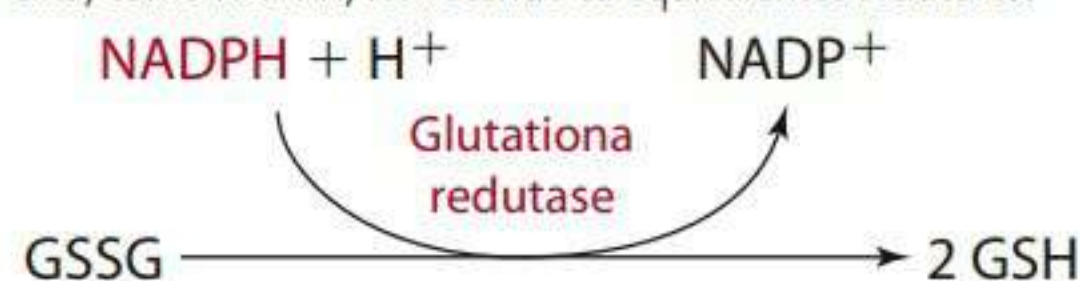 NADPH + H⁺ NADP⁺
Glutationa
redutase
GSSG 2 GSH